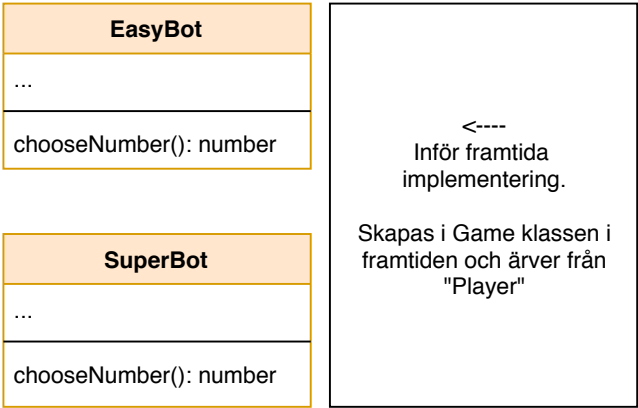 EasyBot
...
chooseNumber(): number
SuperBot
...
chooseNumber(): number
<----
Inför framtida
implementering.
Skapas i Game klassen i
framtiden och ärver från
"Player"